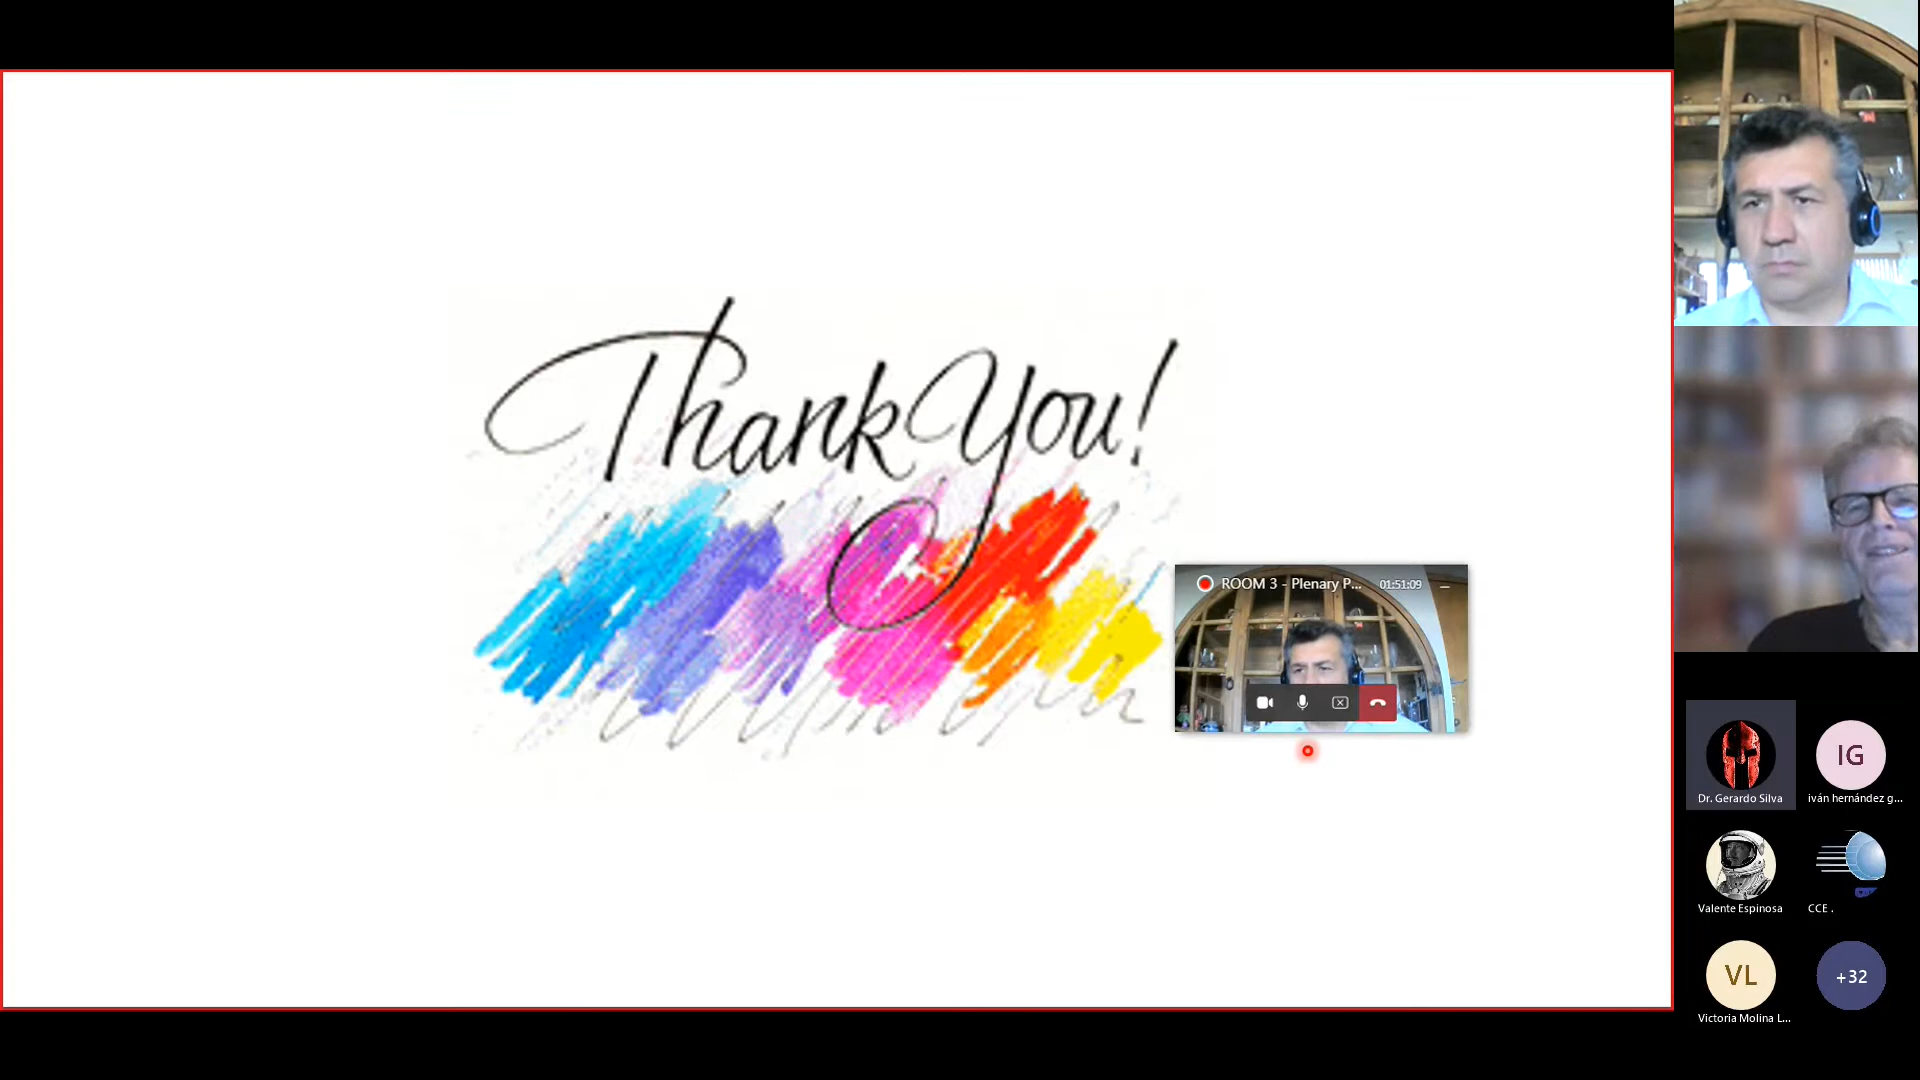 Thank You!
ROOM 3 - Plenary P... 01:51:09
Dr. Gerardo Silva
IG
iván hernández g...
Valente Espinosa
CCE .
VL
Victoria Molina L...
+32